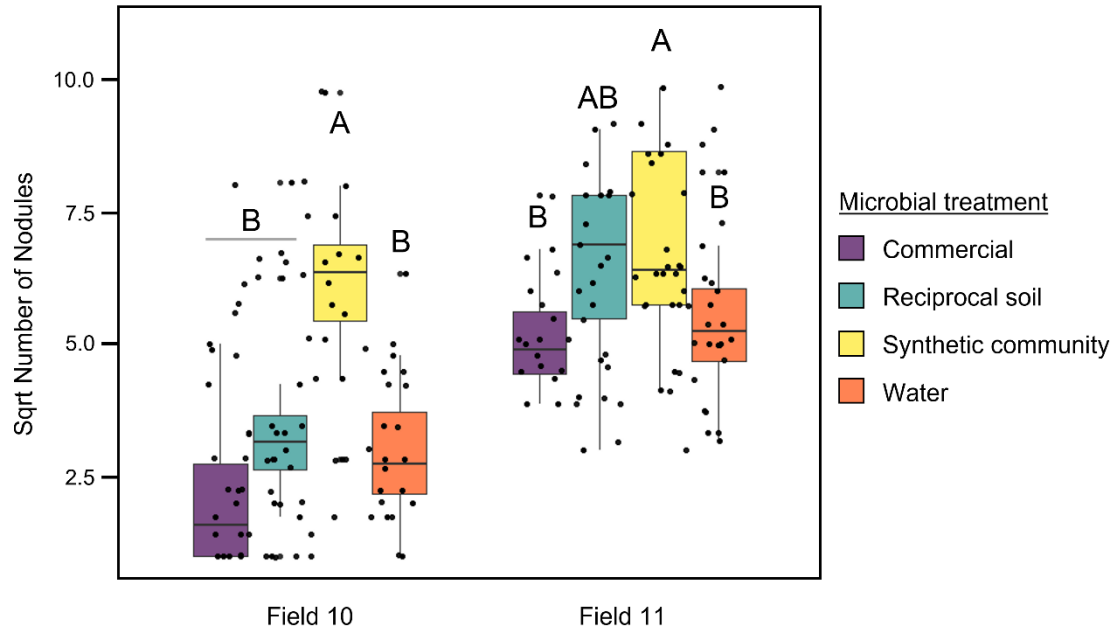 Sqrt Number of Nodules
10.0
7.5
5.0
2.5
B
A
B
B
AB
A
B
Field 10
Field 11
Microbial treatment
Commercial
Reciprocal soil
Synthetic community
Water